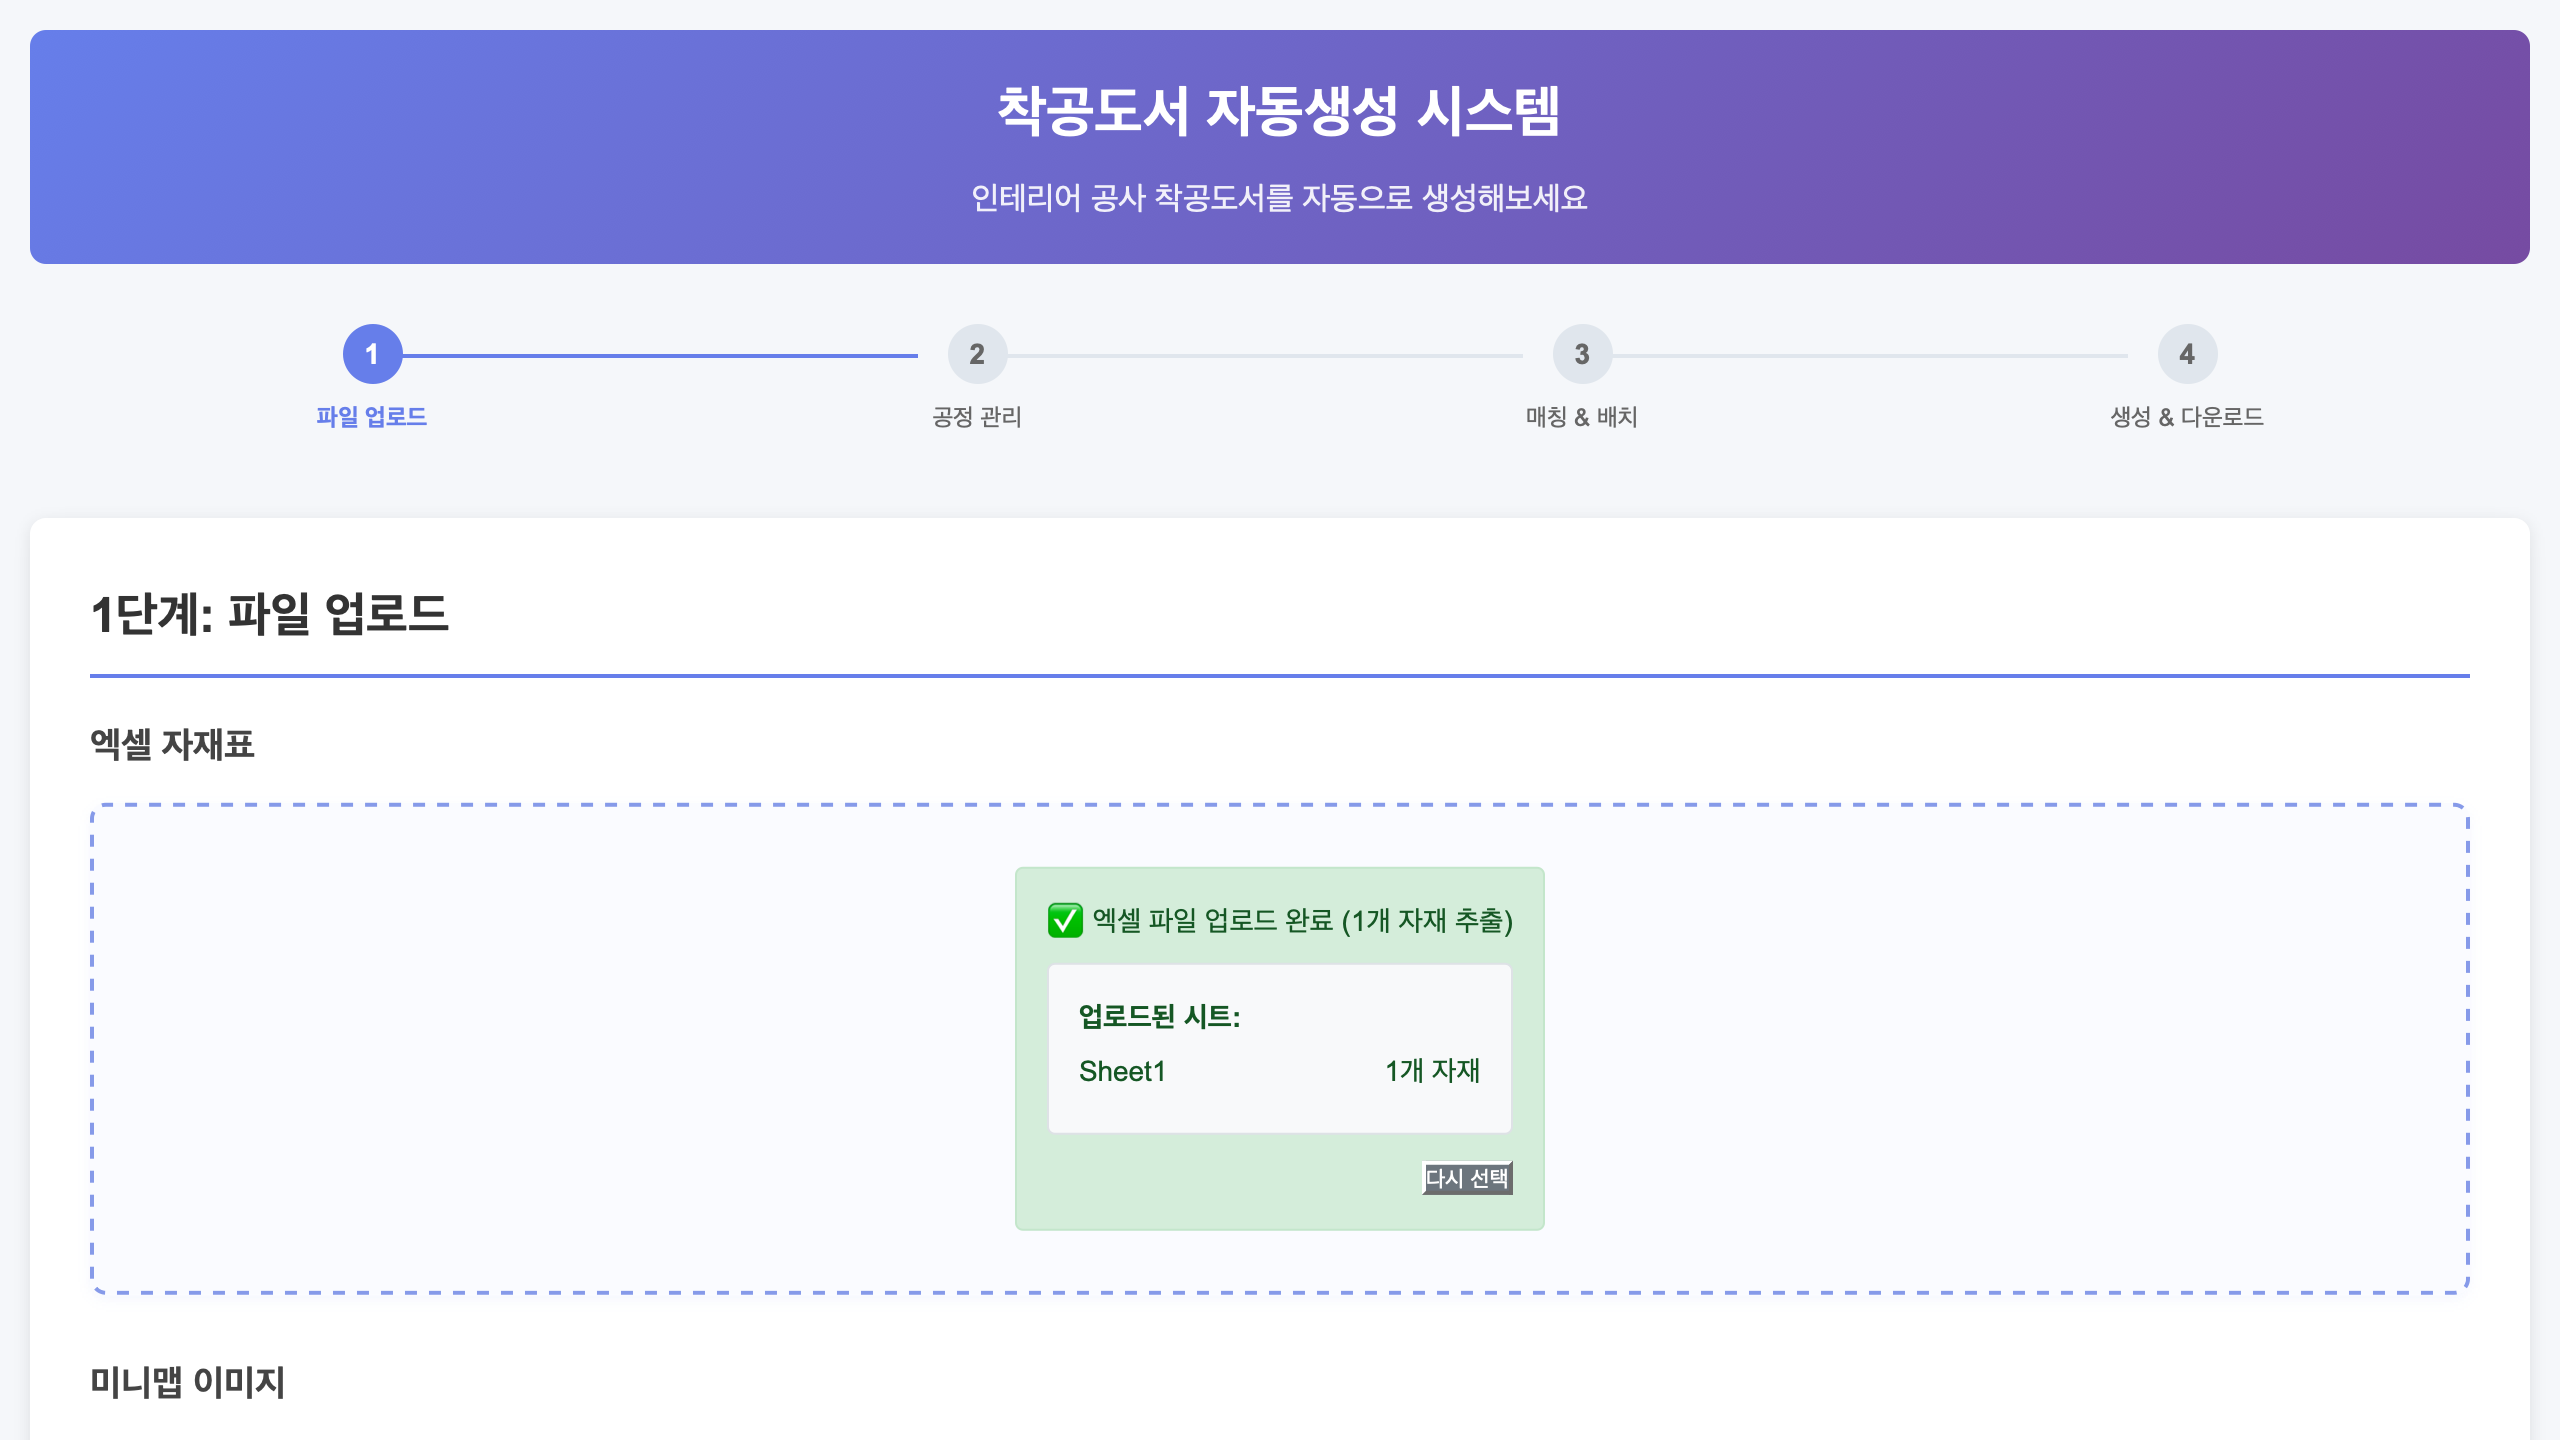 착공도서 자동생성 시스템
인테리어 공사 착공도서를 자동으로 생성해보세요
1
2
3
4
파일 업로드
공정 관리
매칭 & 배치
생성 & 다운로드
1단계: 파일 업로드
엑셀 자재표
✅ 엑셀 파일 업로드 완료 (1개 자재 추출)
업로드된 시트:
Sheet1 1개 자재
다시 선택
미니맵 이미지